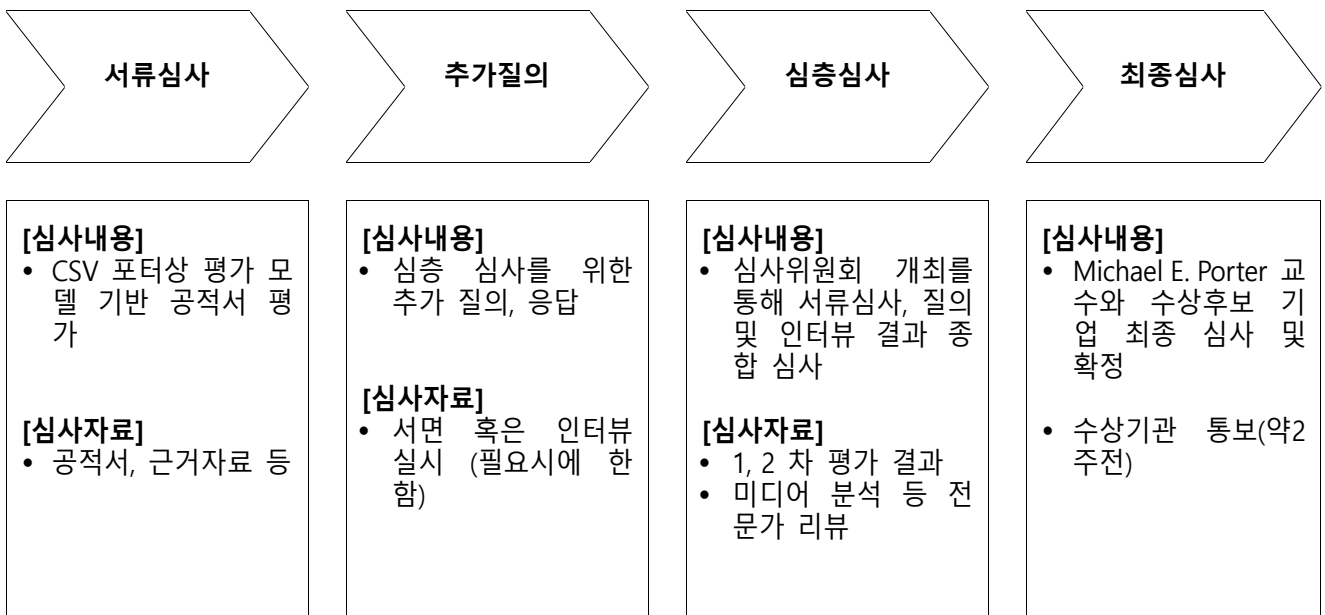 서류심사
추가질의
심층심사
최종심사
[심사내용]
• CSV 포터상 평가 모
델 기반 공적서 평
가
[심사자료]
• 공적서, 근거자료 등
[심사내용]
• 심층 심사를 위한
추가 질의, 응답
[심사자료]
• 서면 혹은 인터뷰
실시 (필요시에 한
함)
[심사내용]
• 심사위원회 개최를
통해 서류심사, 질의
및 인터뷰 결과 종
합 심사
[심사자료]
• 1, 2 차 평가 결과
• 미디어 분석 등 전
문가 리뷰
[심사내용]
• Michael E. Porter 교
수와 수상후보 기
업 최종 심사 및
확정
• 수상기관 통보(약2
주전)